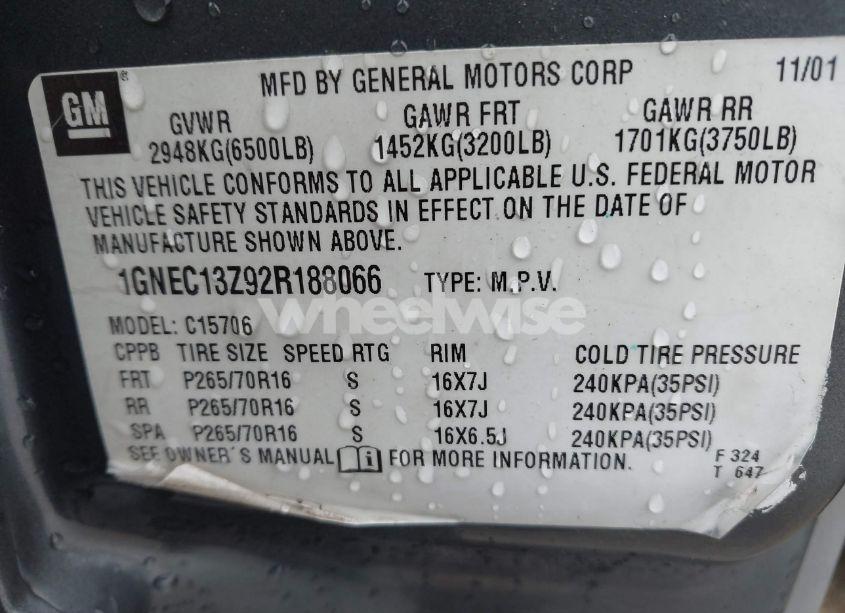 GM
MFD BY GENERAL MOTORS CORP 11/01
GVWR GAWR FRT GAWR RR
2948KG(6500LB) 1452KG(3200LB) 1701KG(3750LB)
THIS VEHICLE CONFORMS TO ALL APPLICABLE U.S. FEDERAL MOTOR
VEHICLE SAFETY STANDARDS IN EFFECT ON THE DATE OF
MANUFACTURE SHOWN ABOVE.
1GNEC13Z92R188066 TYPE: M.P.V.
wheelwise
MODEL: C15706
CPPB TIRE SIZE SPEED RTG RIM COLD TIRE PRESSURE
FRT P265/70R16 S 16X7J 240KPA(35PSI)
RR P265/70R16 S 16X7J 240KPA(35PSI)
SPA P265/70R16 S 16X6.5J 240KPA(35PSI)
SEE OWNER'S MANUAL FOR MORE INFORMATION.
F 324
T 647